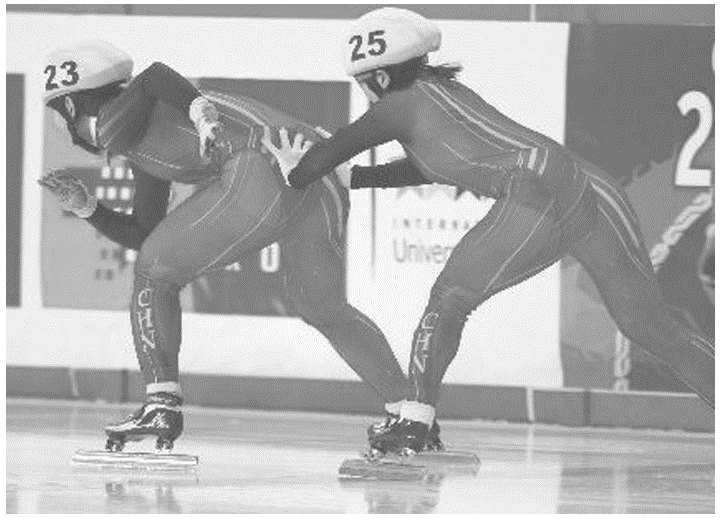 23
25
2
INTERNA
Univer
U
CHN
CHN